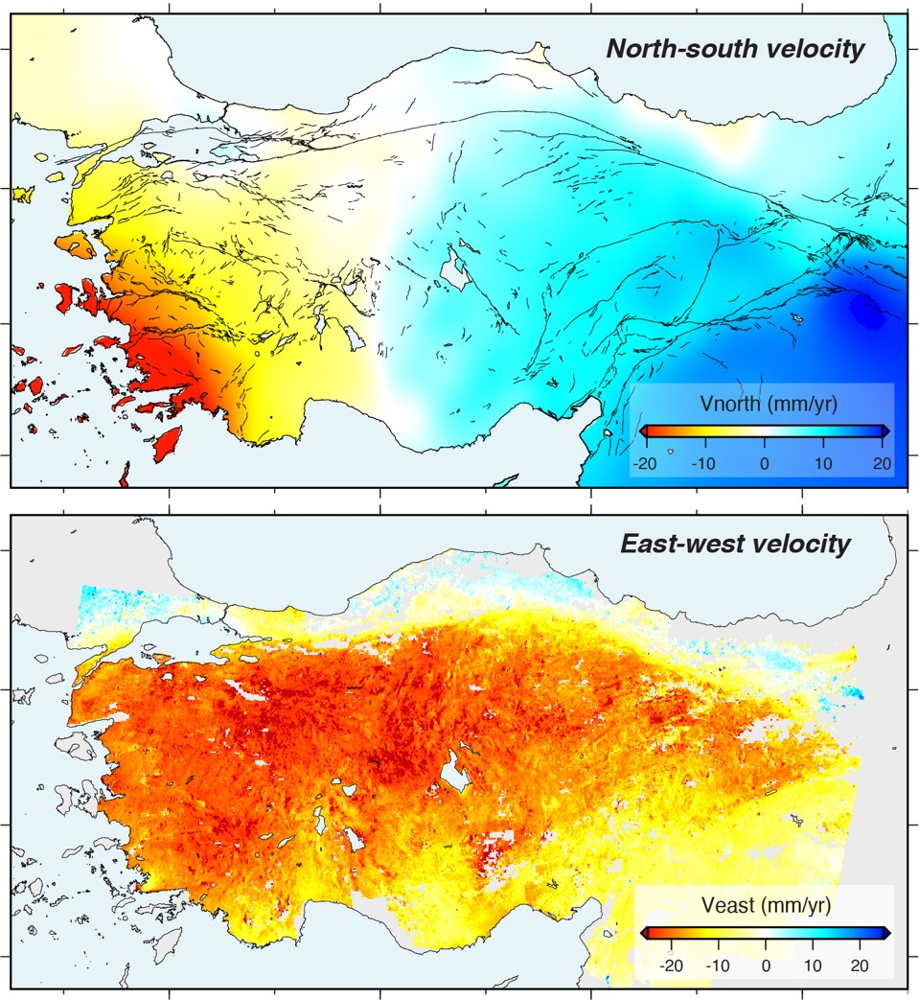 North-south velocity
Vnorth (mm/yr)
-20 -10 0 10 20
East-west velocity
Veast (mm/yr)
-20 -10 0 10 20